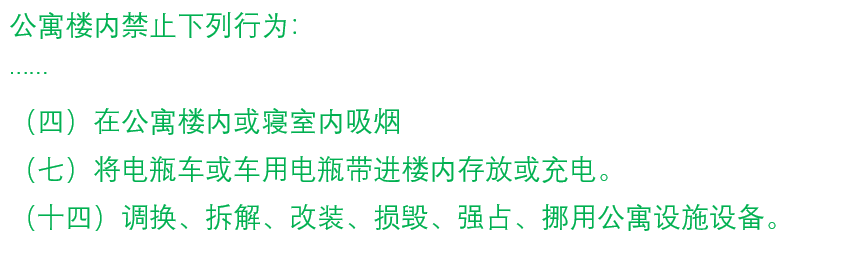 公寓楼内禁止下列行为：
……
（四）在公寓楼内或寝室内吸烟
（七）将电瓶车或车用电瓶带进楼内存放或充电。
（十四）调换、拆解、改装、损毁、强占、挪用公寓设施设备。